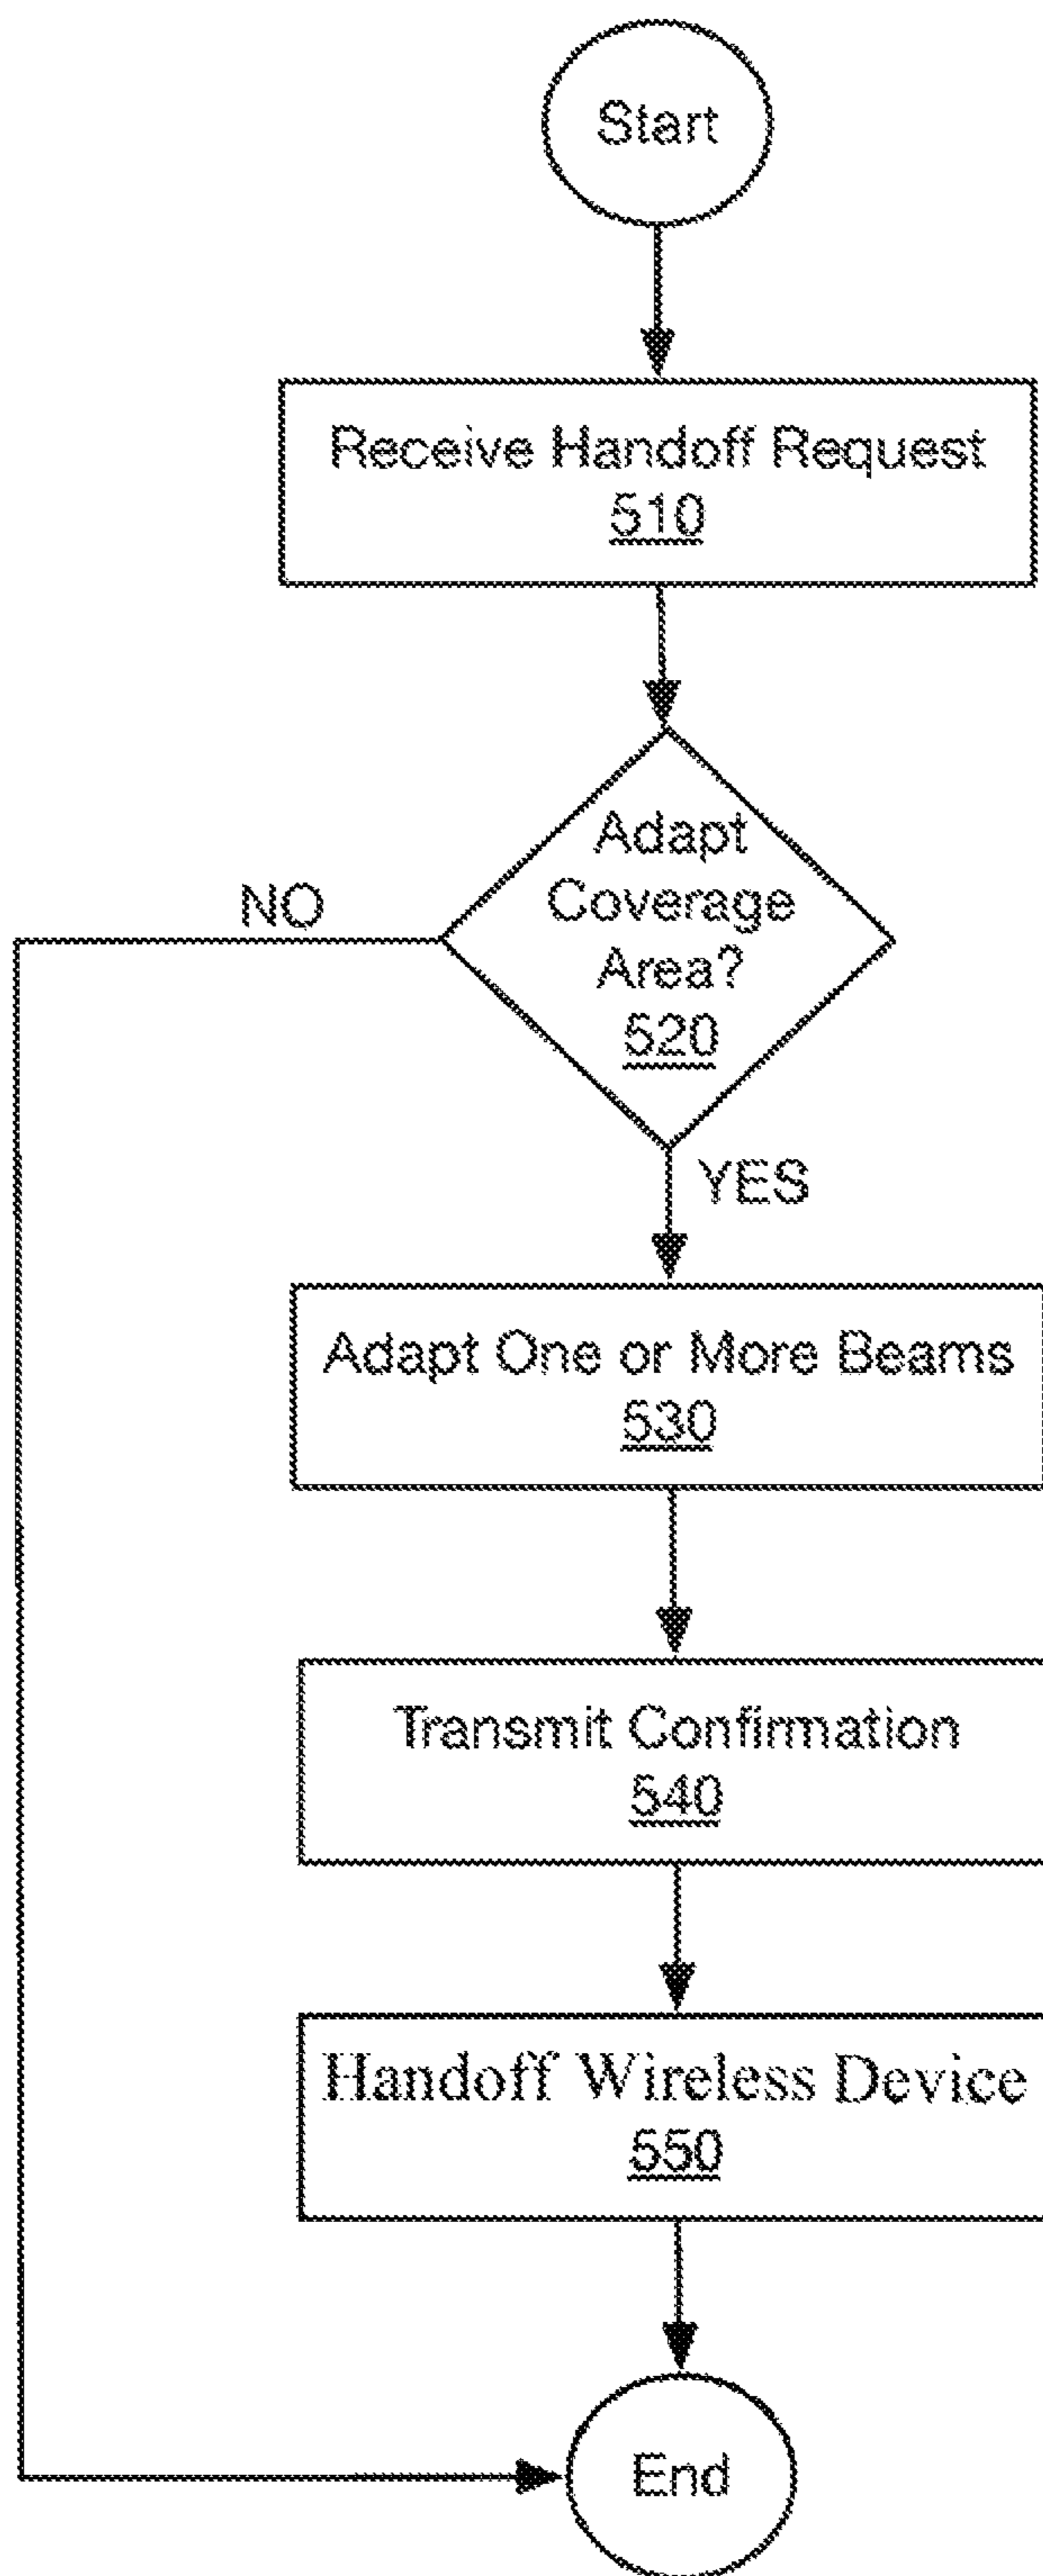 Start
Receive Handoff Request
510
Adapt
Coverage
Area?
520
NO
YES
Adapt One or More Beams
530
Transmit Confirmation
540
Handoff Wireless Device
550
End